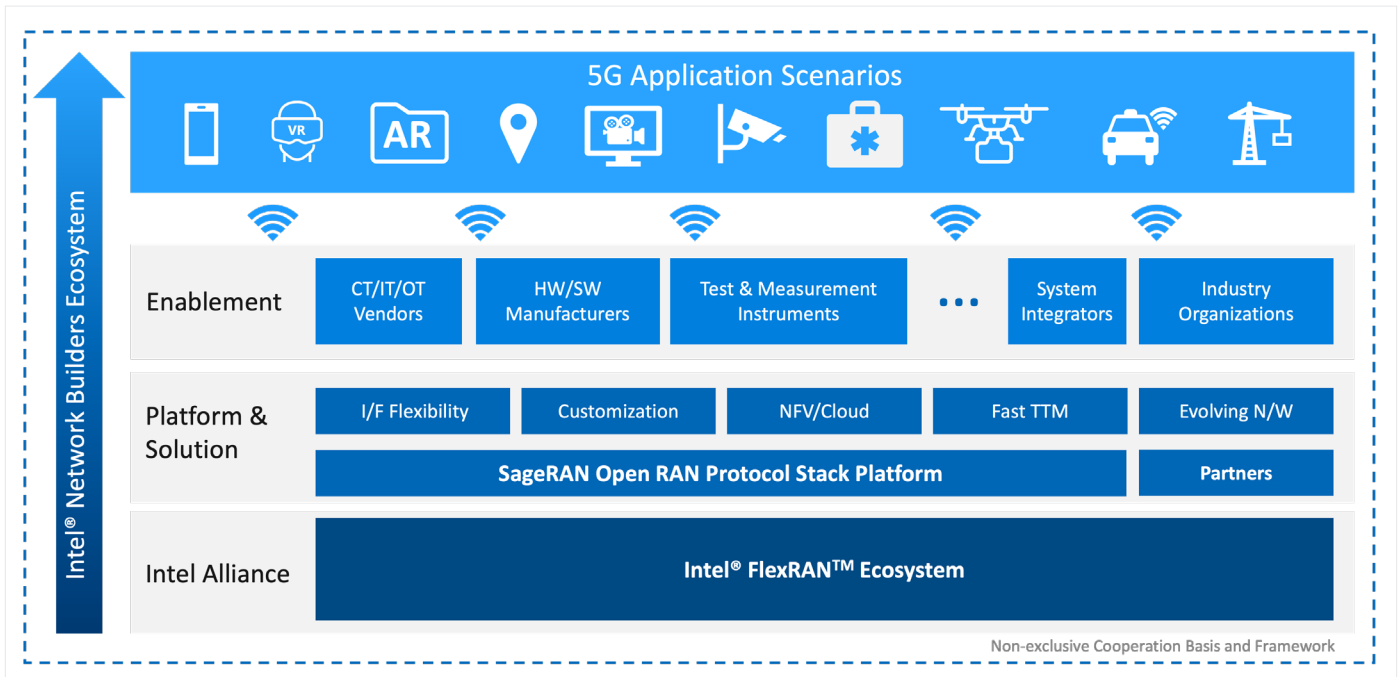 5G Application Scenarios
VR
AR
Intel® Network Builders Ecosystem
Enablement
CT/IT/OT
Vendors
HW/SW
Manufacturers
Test & Measurement
Instruments
...
System
Integrators
Industry
Organizations
Platform &
Solution
I/F Flexibility
Customization
NFV/Cloud
Fast TTM
Evolving N/W
SageRAN Open RAN Protocol Stack Platform
Partners
Intel Alliance
Intel® FlexRAN™ Ecosystem
Non-exclusive Cooperation Basis and Framework